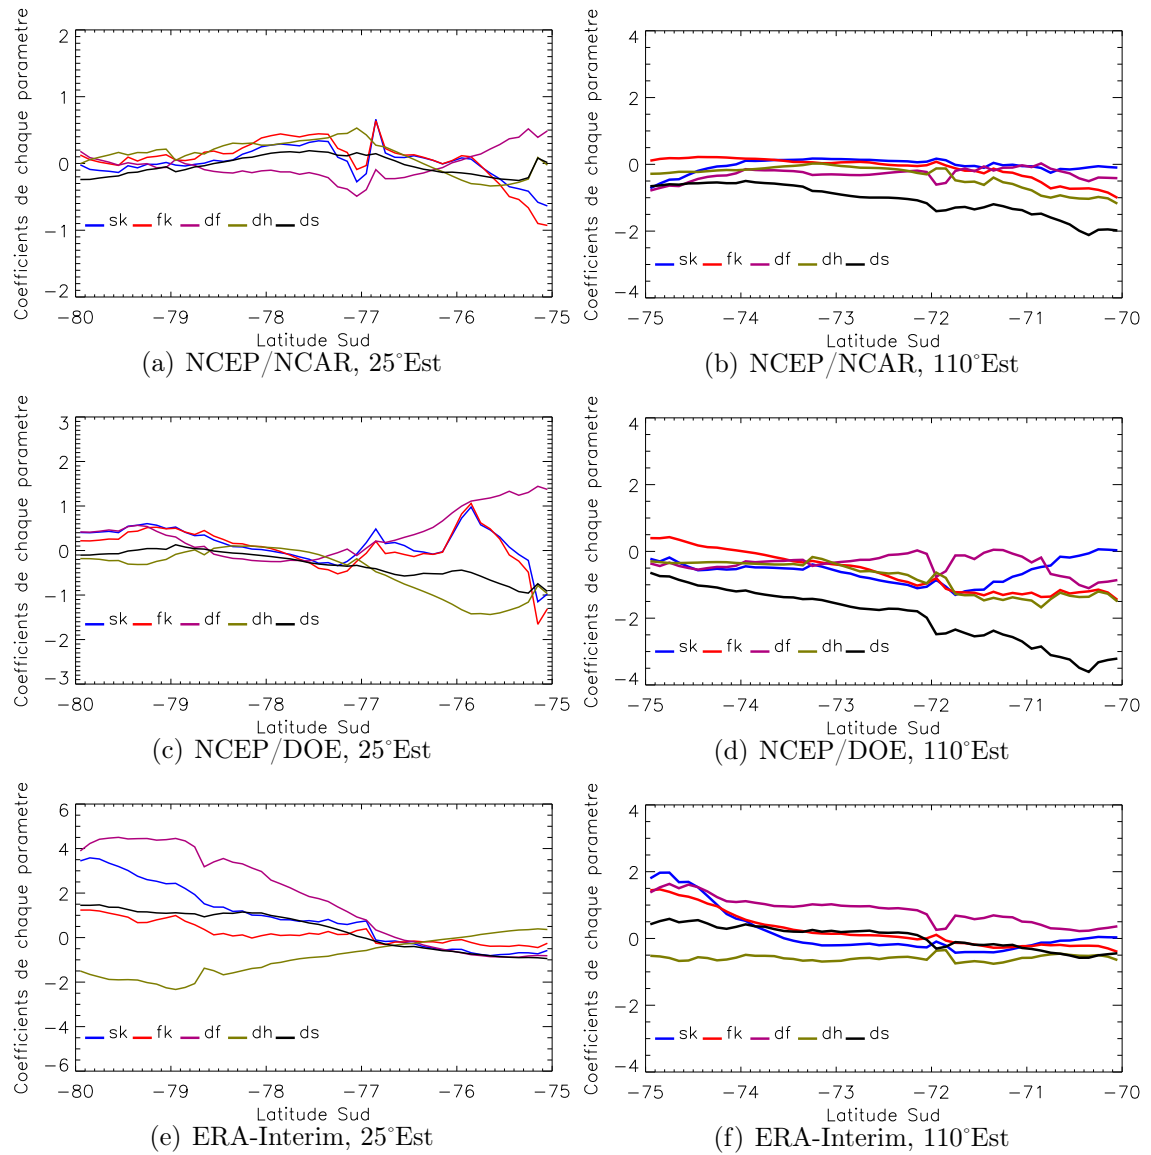 Coefficients de chaque parametre
2
1
0
−1
−2
sk fk df dh ds
−80 −79 −78 −77 −76 −75
Latitude Sud
(a) NCEP/NCAR, 25°Est
Coefficients de chaque parametre
4
2
0
−2
−4
sk fk df dh ds
−75 −74 −73 −72 −71 −70
Latitude Sud
(b) NCEP/NCAR, 110°Est
Coefficients de chaque parametre
3
2
1
0
−1
−2
−3
sk fk df dh ds
−80 −79 −78 −77 −76 −75
Latitude Sud
(c) NCEP/DOE, 25°Est
Coefficients de chaque parametre
4
2
0
−2
−4
sk fk df dh ds
−75 −74 −73 −72 −71 −70
Latitude Sud
(d) NCEP/DOE, 110°Est
Coefficients de chaque parametre
6
4
2
0
−2
−4
−6
sk fk df dh ds
−80 −79 −78 −77 −76 −75
Latitude Sud
(e) ERA-Interim, 25°Est
Coefficients de chaque parametre
4
2
0
−2
−4
sk fk df dh ds
−75 −74 −73 −72 −71 −70
Latitude Sud
(f) ERA-Interim, 110°Est